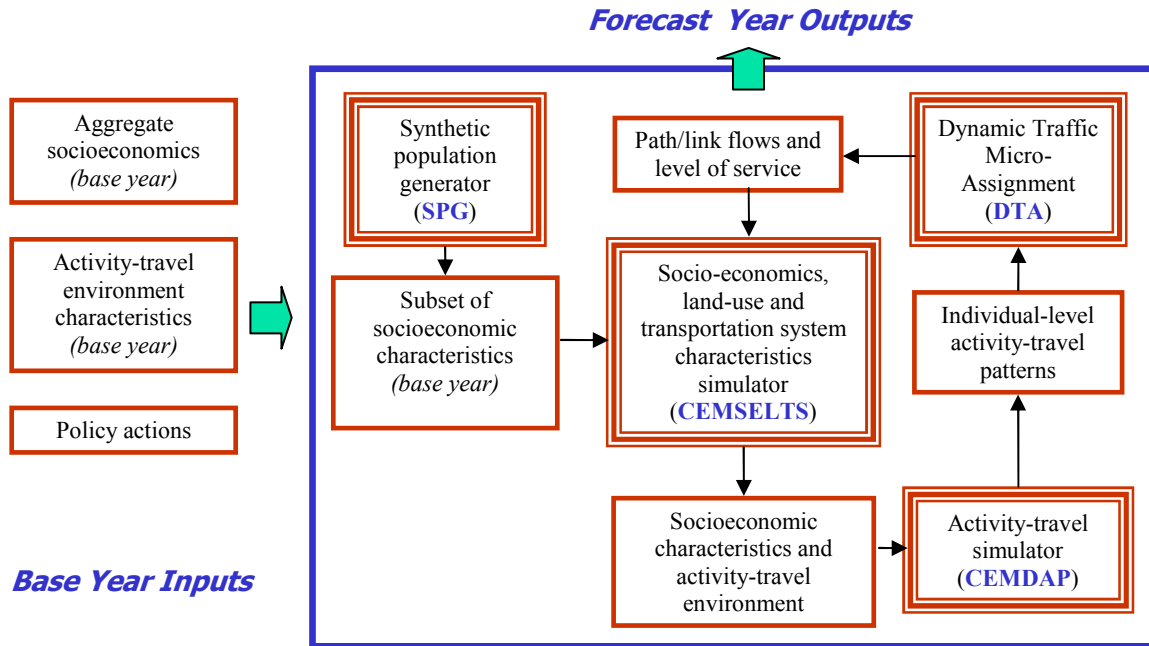 Forecast Year Outputs
Aggregate
socioeconomics
(base year)
Activity-travel
environment
characteristics
(base year)
Policy actions
Base Year Inputs
Synthetic
population
generator
(SPG)
Subset of
socioeconomic
characteristics
(base year)
Path/link flows and
level of service
Socio-economics,
land-use and
transportation system
characteristics
simulator
(CEMSELTS)
Socioeconomic
characteristics and
activity-travel
environment
Dynamic Traffic
Micro-
Assignment
(DTA)
Individual-level
activity-travel
patterns
Activity-travel
simulator
(CEMDAP)